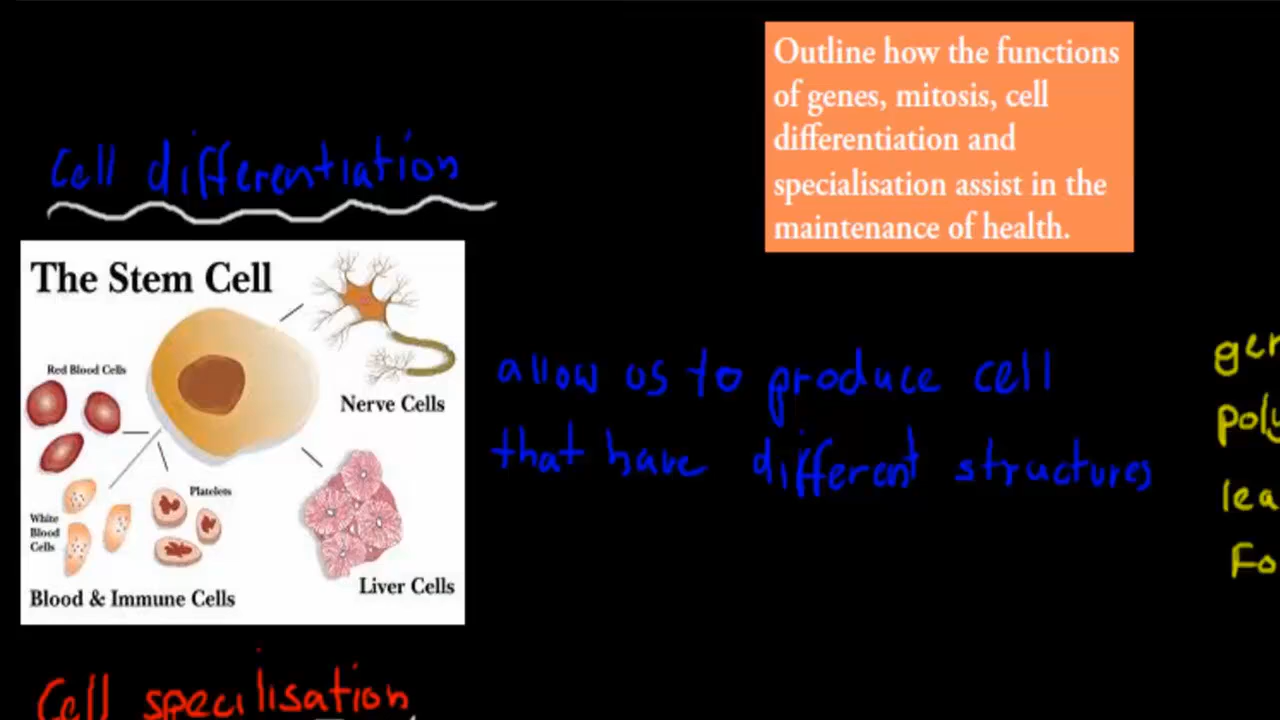 Outline how the functions
of genes, mitosis, cell
differentiation and
specialisation assist in the
maintenance of health.
Cell differentiation
The Stem Cell
Red Blood Cells
Nerve Cells
Platelets
White
Blood
Cells
Liver Cells
Blood & Immune Cells
allow us to produce cell
that have different structures
Cell specilisation